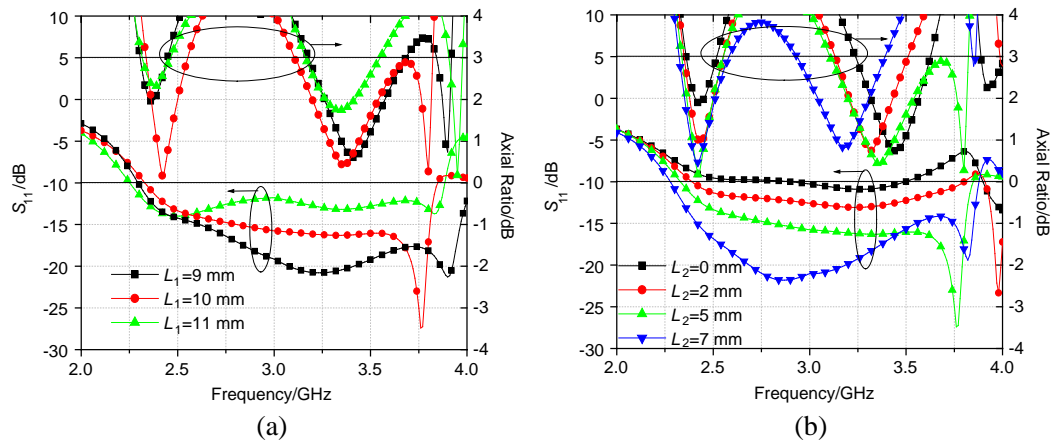 10
5
0
-5
-10
-15
-20
-25
-30
S11 /dB
4
3
2
1
0
-1
-2
-3
-4
Axial Ratio/dB
L1=9 mm
L1=10 mm
L1=11 mm
2.0 2.5 3.0 3.5 4.0
Frequency/GHz
(a)
10
5
0
-5
-10
-15
-20
-25
-30
S11 /dB
4
3
2
1
0
-1
-2
-3
-4
Axial Ratio/dB
L2=0 mm
L2=2 mm
L2=5 mm
L2=7 mm
2.0 2.5 3.0 3.5 4.0
Frequency/GHz
(b)